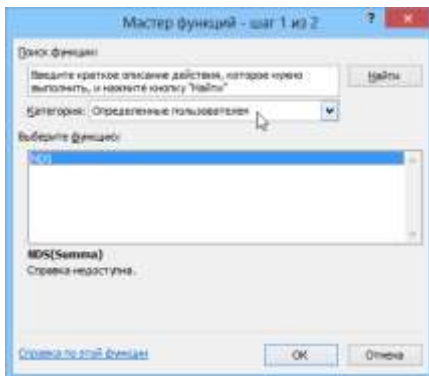 Мастер функций - шаг 1 из 2
Поиск функции:
Введите краткое описание действия, которое нужно
выполнить, и нажмите кнопку "Найти"
Найти
Категория: Определенные пользователем
Выберите функцию:
NDS
NDS(Summa)
Справка недоступна.
Справка по этой функции
ОК
Отмена